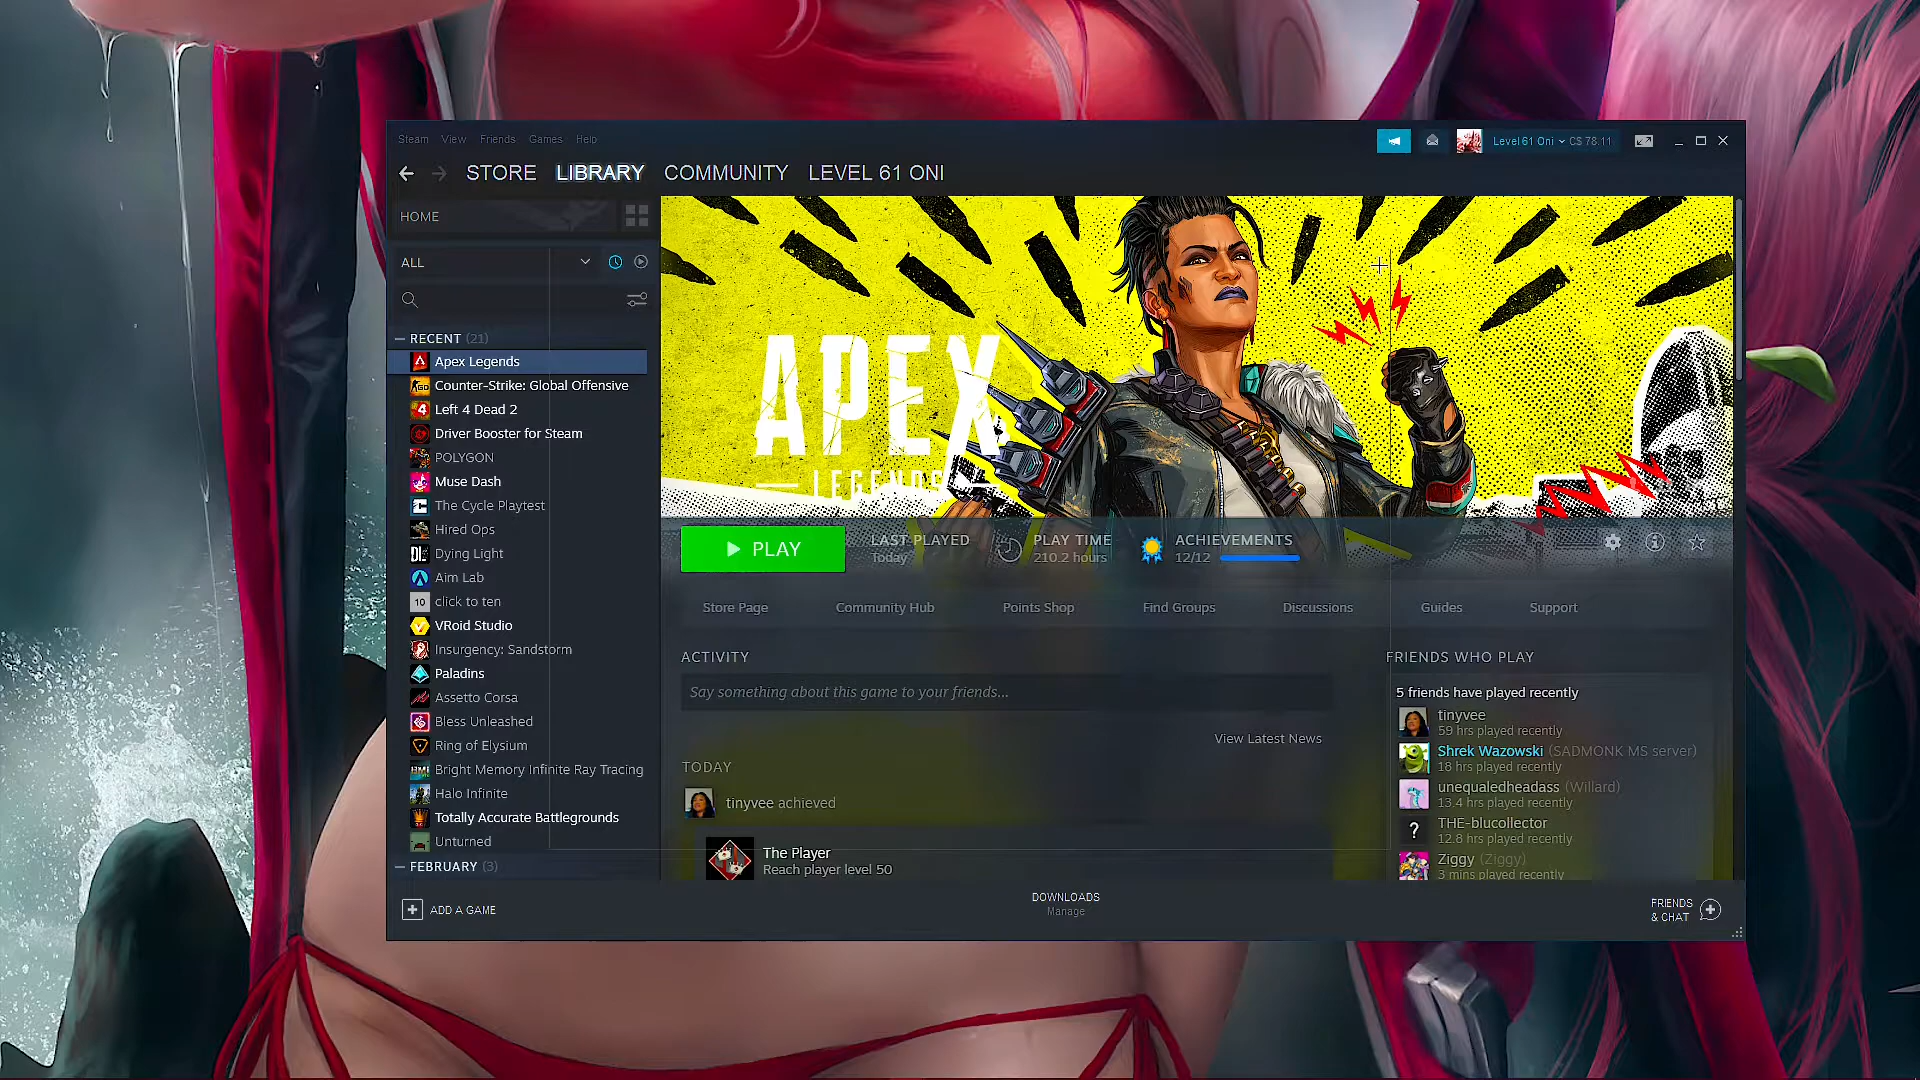 Steam View Friends Games Help
Level 61 Oni C$ 78.11
STORE LIBRARY COMMUNITY LEVEL 61 ONI
HOME
ALL
RECENT (21)
Apex Legends
Counter-Strike: Global Offensive
Left 4 Dead 2
Driver Booster for Steam
POLYGON
Muse Dash
The Cycle Playtest
Hired Ops
Dying Light
Aim Lab
10 click to ten
VRoid Studio
Insurgency: Sandstorm
Paladins
Assetto Corsa
Bless Unleashed
Ring of Elysium
Bright Memory Infinite Ray Tracing
Halo Infinite
Totally Accurate Battlegrounds
Unturned
FEBRUARY (3)
ADD A GAME
APEX
LEGENDS
PLAY
LAST PLAYED
Today
PLAY TIME
210.2 hours
ACHIEVEMENTS
12/12
Store Page Community Hub Points Shop Find Groups Discussions Guides Support
ACTIVITY
Say something about this game to your friends...
View Latest News
TODAY
tinyvee achieved
The Player
Reach player level 50
FRIENDS WHO PLAY
5 friends have played recently
tinyvee
59 hrs played recently
Shrek Wazowski (SADMONK MS server)
18 hrs played recently
unequaledheadass (Willard)
13.4 hrs played recently
THE-blucollector
12.8 hrs played recently
Ziggy (Ziggy)
3 mins played recently
DOWNLOADS
Manage
FRIENDS
& CHAT